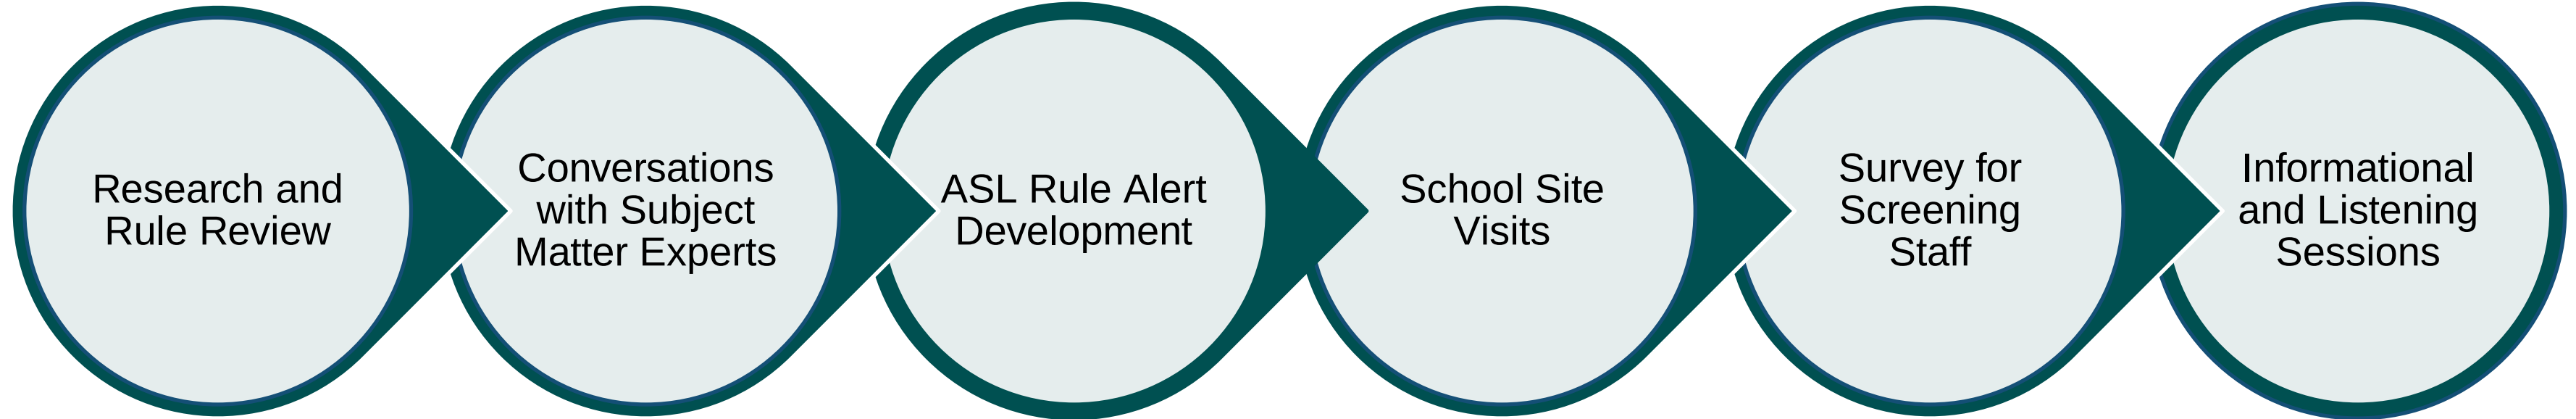 Research and
Rule Review
Conversations
with Subject
Matter Experts
ASL Rule Alert
Development
School Site
Visits
Survey for
Screening
Staff
Informational
and Listening
Sessions